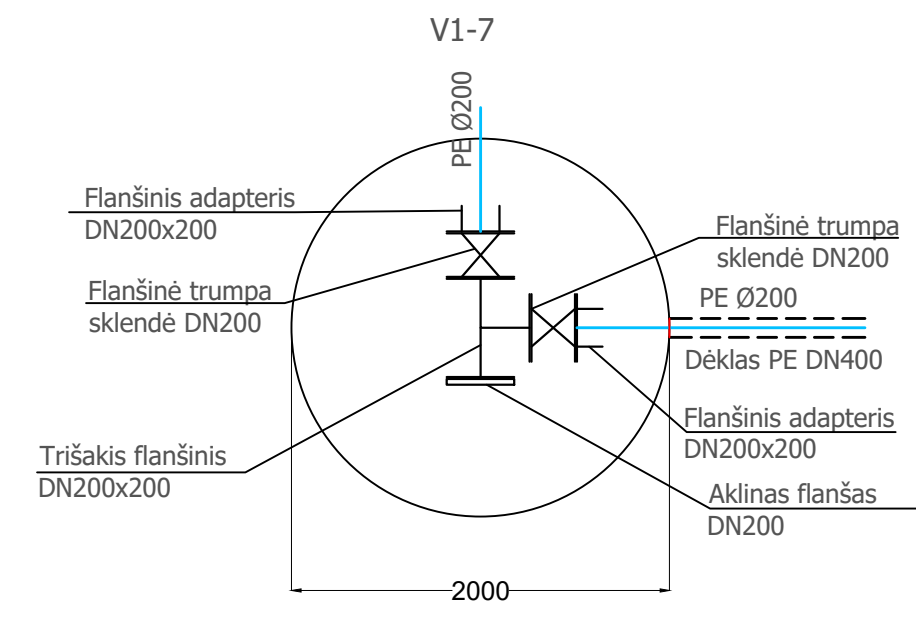 V1-7
PE Ø200
Flanšinis adapteris
DN200x200
Flanšinė trumpa
sklendė DN200
Flanšinė trumpa
sklendė DN200
PE Ø200
Dėklas PE DN400
Flanšinis adapteris
DN200x200
Trišakis flanšinis
DN200x200
Aklinas flanšas
DN200
2000